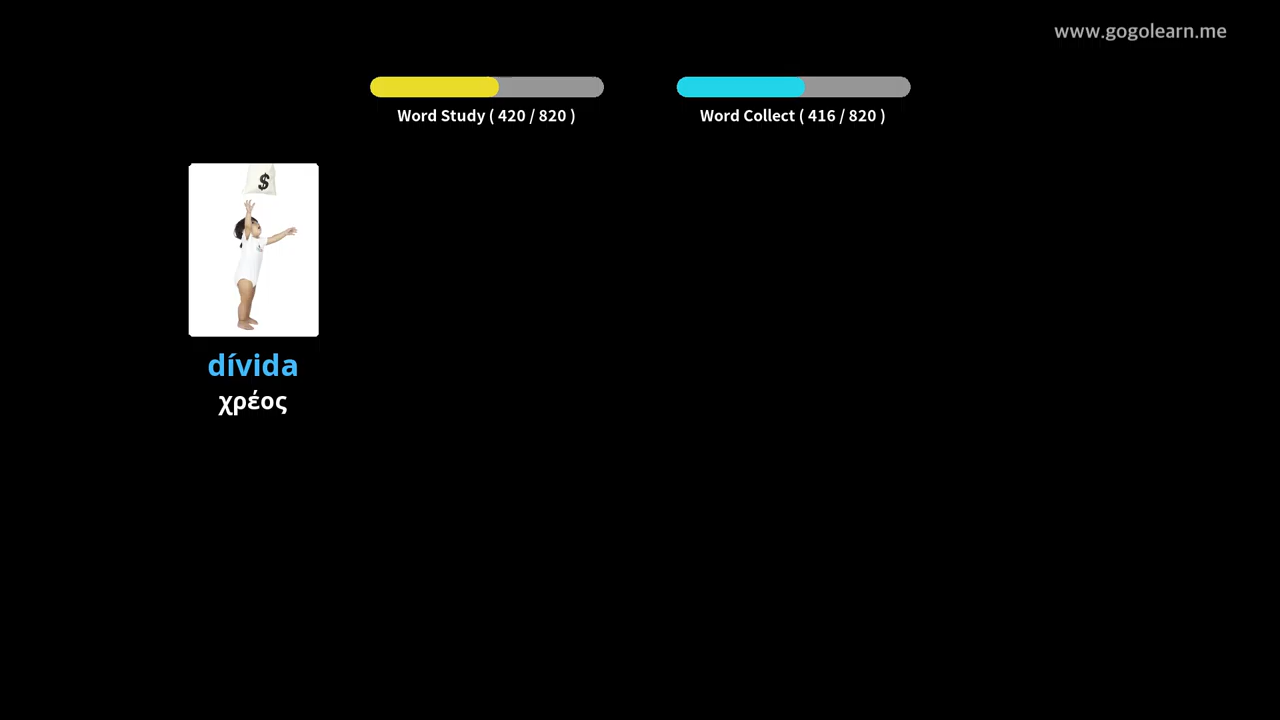 www.gogolearn.me
Word Study ( 420 / 820 )
Word Collect ( 416 / 820 )
$
dívida
χρέος